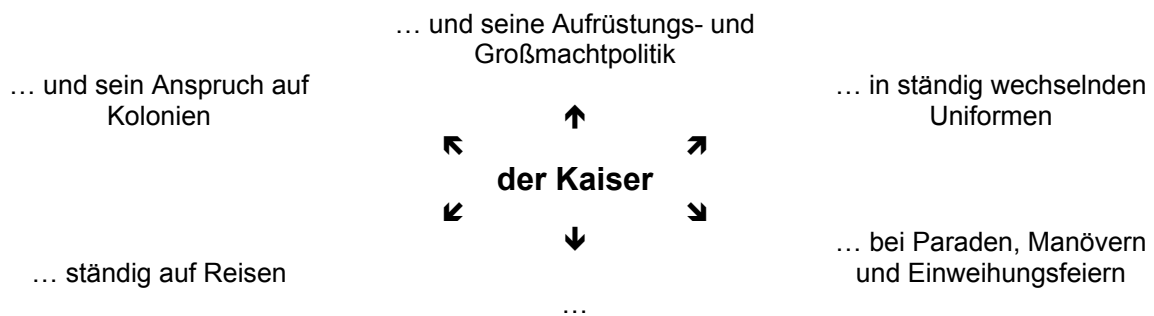 … und seine Aufrüstungs- und
Großmachtpolitik
… und sein Anspruch auf
Kolonien
… in ständig wechselnden
Uniformen
der Kaiser
… ständig auf Reisen
… bei Paraden, Manövern
und Einweihungsfeiern
…